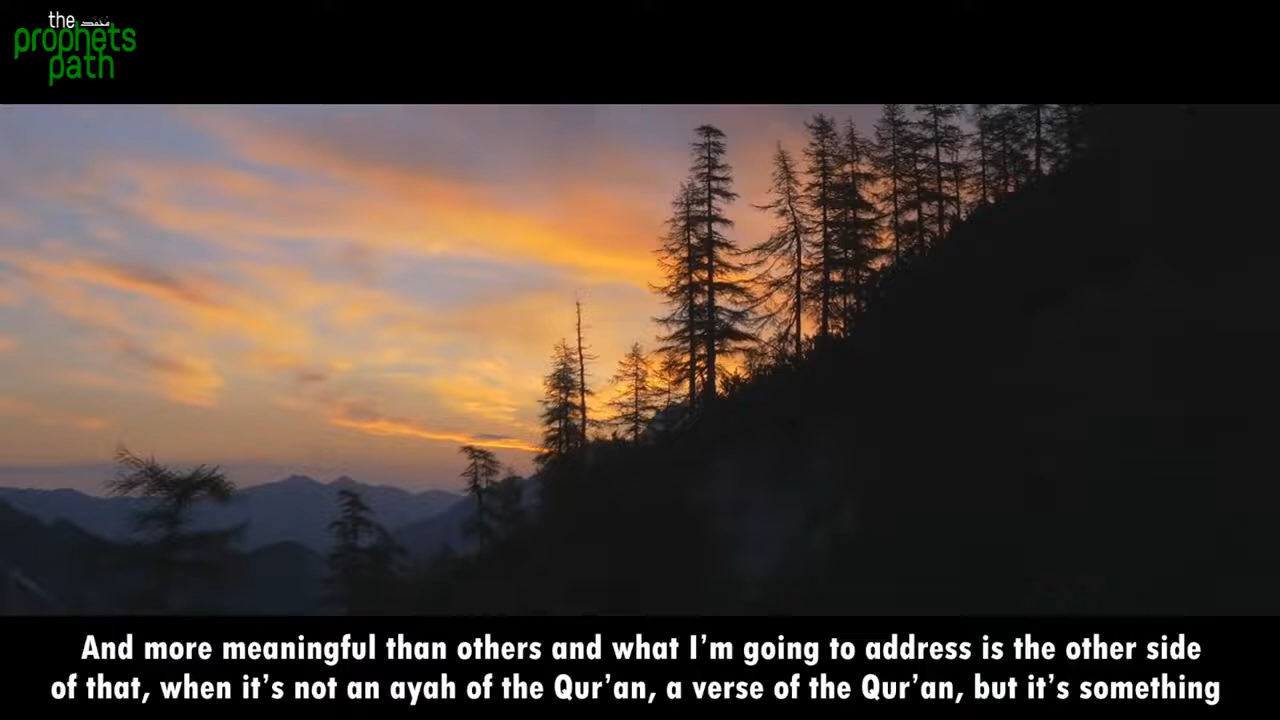 the محمد
prophets
path
And more meaningful than others and what I'm going to address is the other side
of that, when it's not an ayah of the Qur'an, a verse of the Qur'an, but it's something